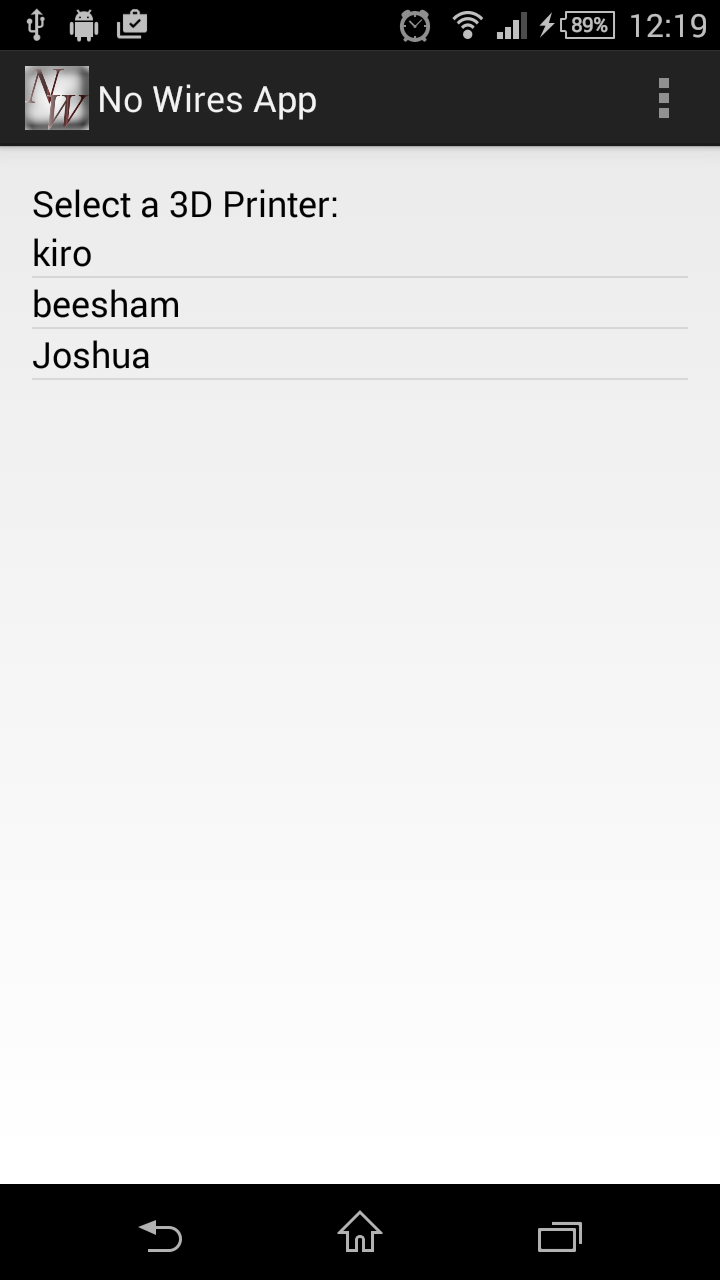 89% 12:19
NW No Wires App
Select a 3D Printer:
kiro
beesham
Joshua